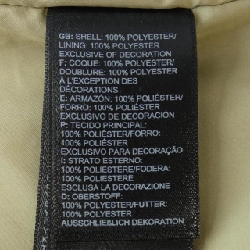 GB: SHELL: 100% POLYESTER/
LINING: 100% POLYESTER
EXCLUSIVE OF DECORATION
F: COQUE: 100% POLYESTER/
DOUBLURE: 100% POLYESTER
A L'EXCEPTION DES
DÉCORATIONS
E: ARMAZÓN: 100% POLIÉSTER/
FORRO: 100% POLIÉSTER
EXCLUSIVO DE DECORACION
P: TECIDO PRINCIPAL:
100% POLIÉSTER/FORRO:
100% POLIÉSTER
EXCLUSIVO PARA DECORAÇÃO
I: STRATO ESTERNO:
100% POLIESTERE/FODERA:
100% POLIESTERE
ESCLUSA LA DECORAZIONE
D: OBERSTOFF:
100% POLYESTER/FUTTER:
100% POLYESTER
AUSSCHLIEßLICH DEKORATION